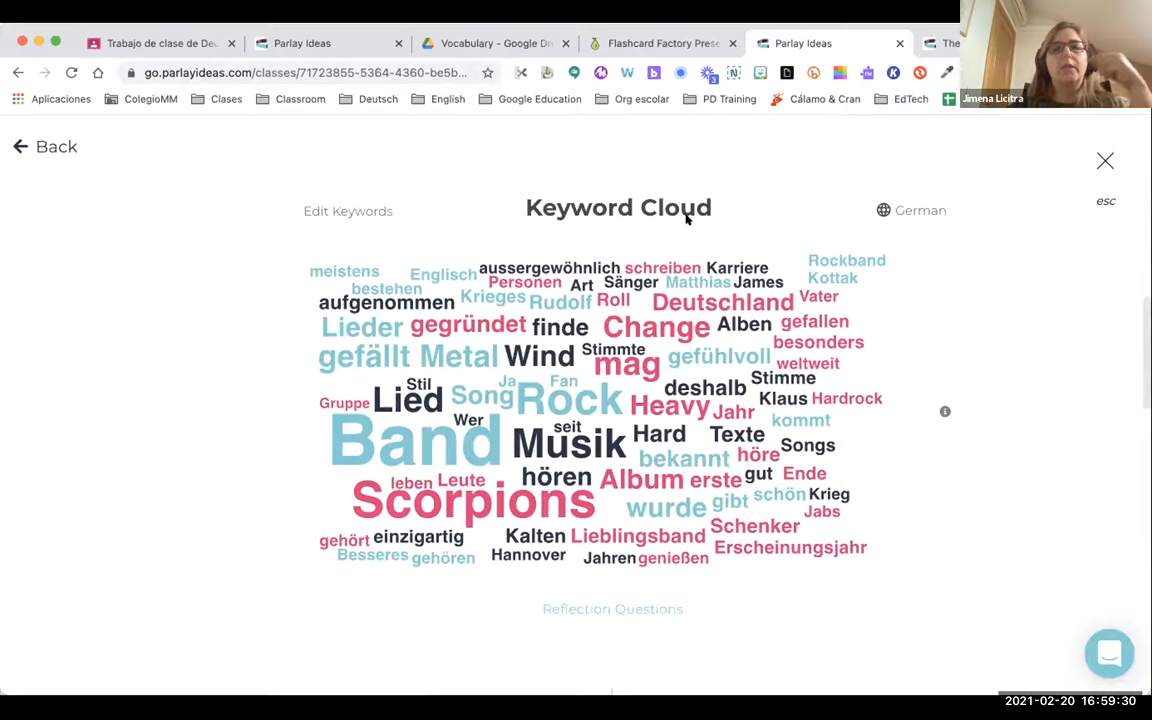 Trabajo de clase de De
Parlay Ideas
Vocabulary - Google Dr
Flashcard Factory Prese
Parlay Ideas
The
go.parlayideas.com/classes/71723855-5364-4360-be5b...
Aplicaciones
ColegioMM
Clases
Classroom
Deutsch
English
Google Education
Org escolar
PD Training
Cálamo & Cran
EdTech
Jimena Licitra
Back
esc
Edit Keywords
Keyword Cloud
German
meistens Englisch aussergewöhnlich schreiben Karriere Rockband
bestehen Personen Art Sänger Matthias James Kottak
aufgenommen Krieges Rudolf Roll Deutschland Vater
Lieder gegründet finde Change Alben gefallen
besonders
gefällt Metal Wind Stimmte mag gefühlvoll weltweit
Stil Ja Fan deshalb Stimme
Gruppe Lied Song Rock Heavy Jahr Klaus Hardrock
Wer seit kommt
Band Musik Hard Texte Songs
bekannt höre
leben Leute hören Album erste gut Ende
Scorpions wurde gibt schön Krieg
Jabs
gehört einzigartig Kalten Lieblingsband Schenker
Besseres gehören Hannover Jahren genießen Erscheinungsjahr
Reflection Questions
2021-02-20 16:59:30